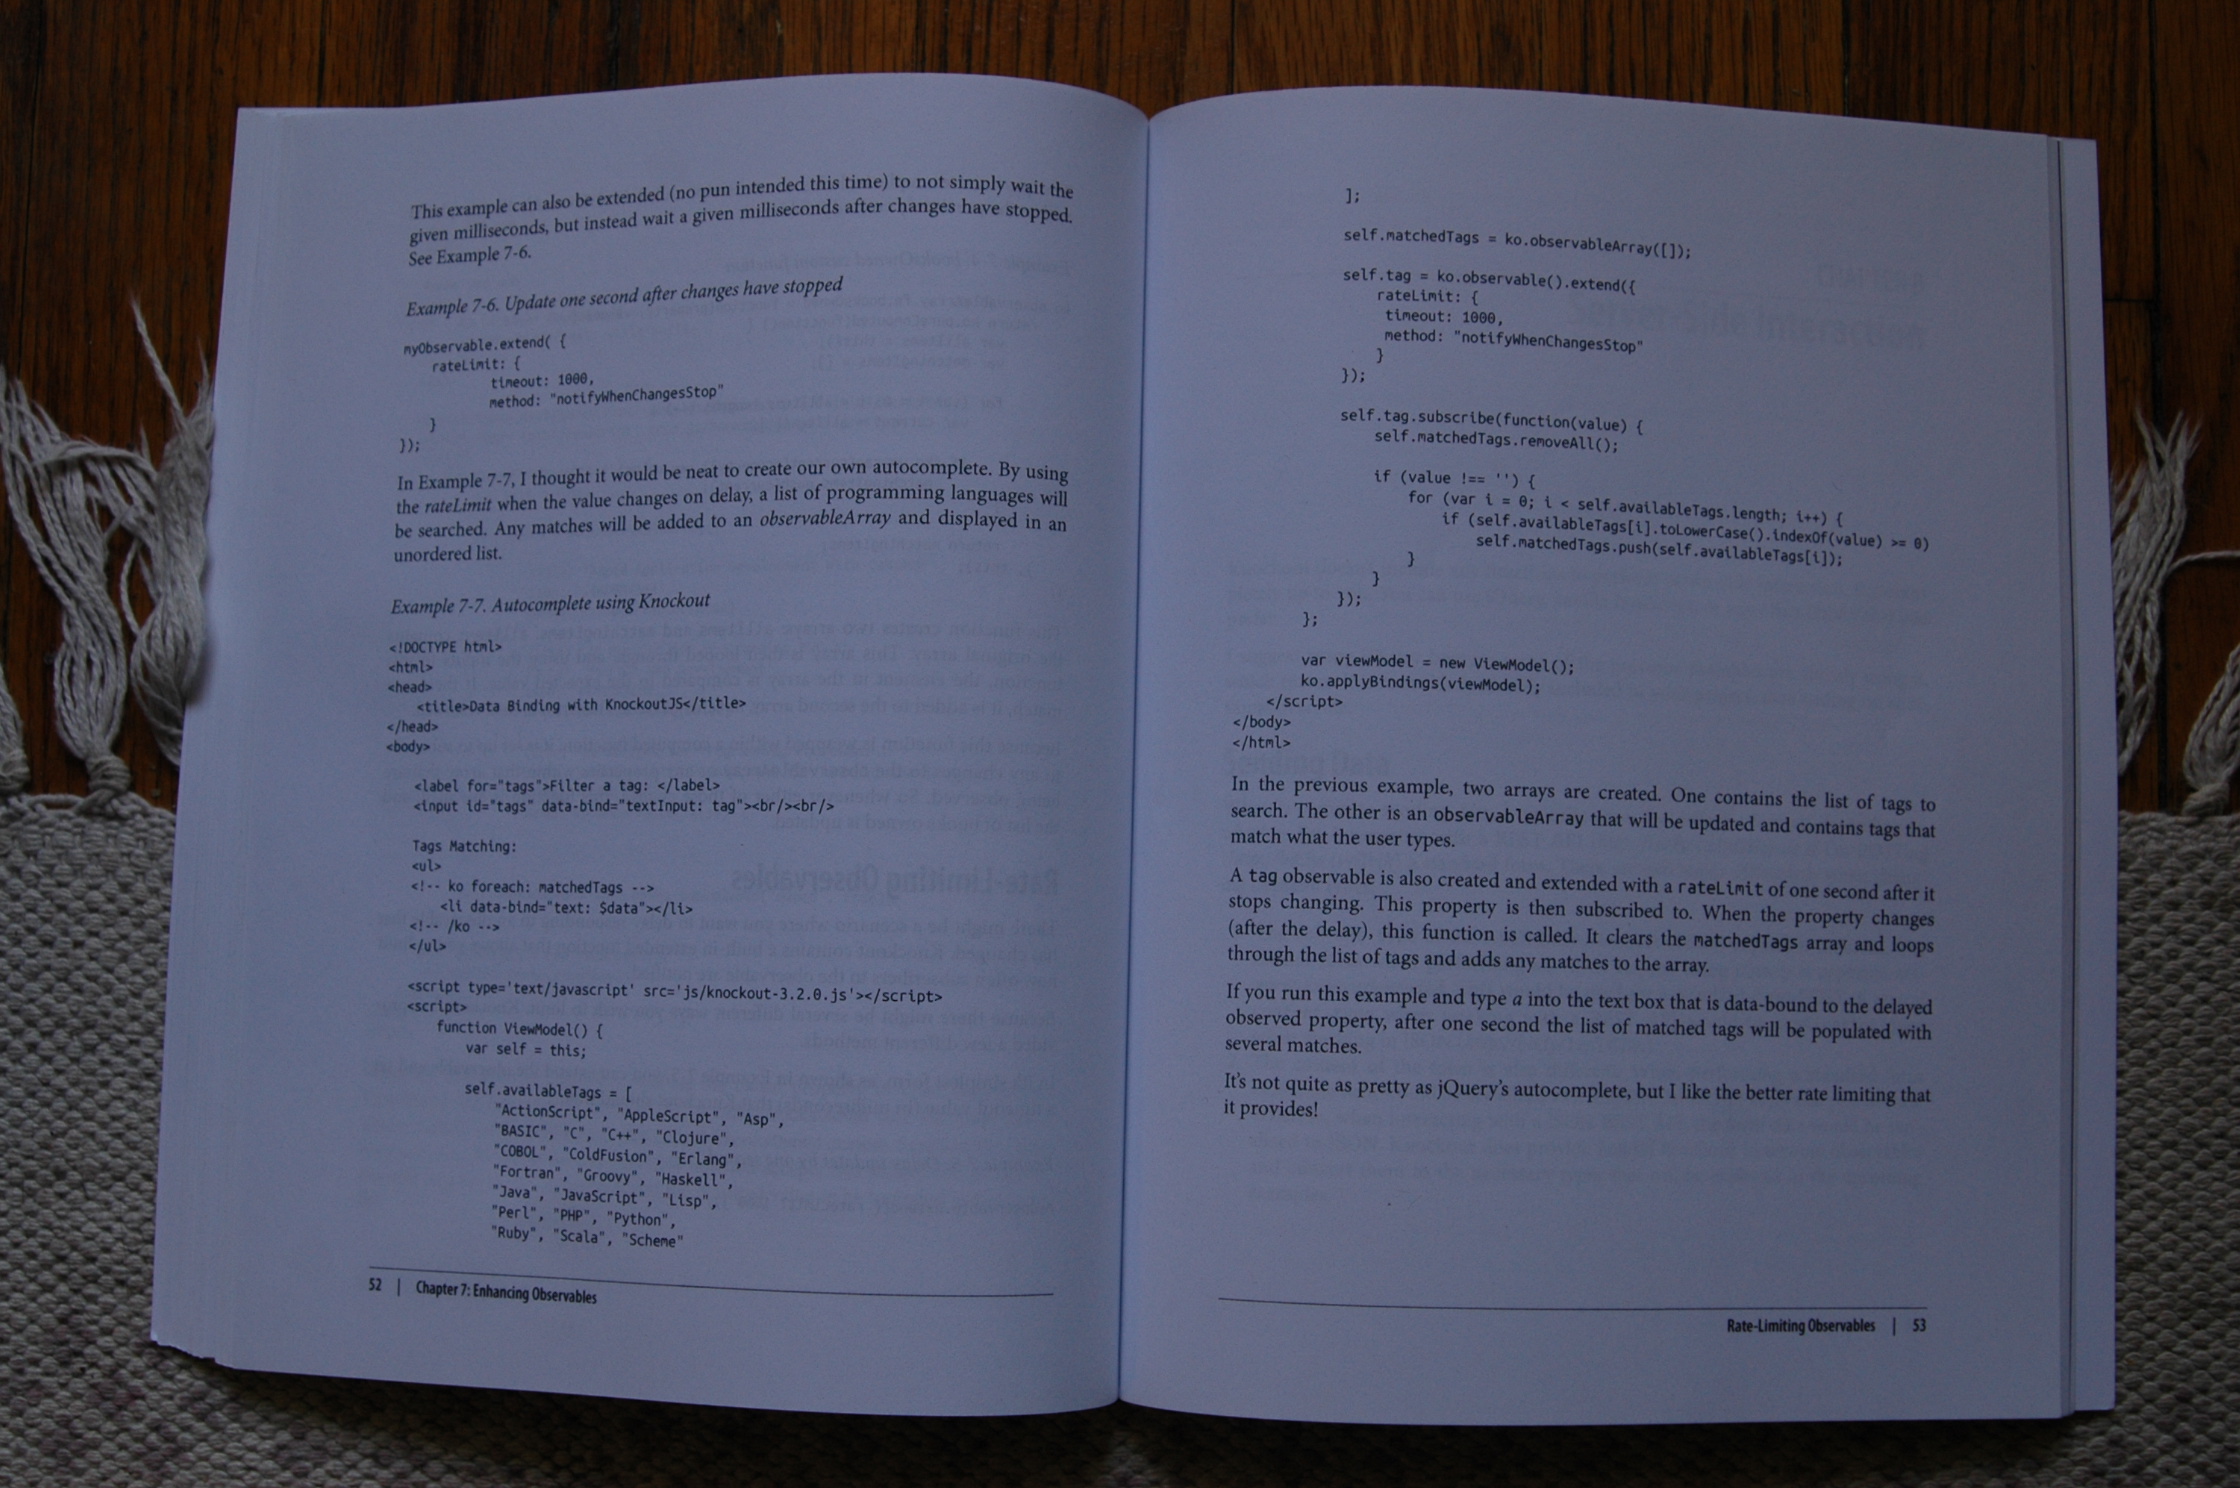 This example can also be extended (no pun intended this time) to not simply wait the
given milliseconds, but instead wait a given milliseconds after changes have stopped.
See Example 7-6.
Example 7-6. Update one second after changes have stopped
myObservable.extend( {
rateLimit: {
timeout: 1000,
method: "notifyWhenChangesStop"
}
});
In Example 7-7, I thought it would be neat to create our own autocomplete. By using
the rateLimit when the value changes on delay, a list of programming languages will
be searched. Any matches will be added to an observableArray and displayed in an
unordered list.
Example 7-7. Autocomplete using Knockout
<!DOCTYPE html>
<html>
<head>
<title>Data Binding with KnockoutJS</title>
</head>
<body>
<label for="tags">Filter a tag: </label>
<input id="tags" data-bind="textInput: tag"><br/><br/>
Tags Matching:
<ul>
<!-- ko foreach: matchedTags -->
<li data-bind="text: $data"></li>
<!-- /ko -->
</ul>
<script type='text/javascript' src='js/knockout-3.2.0.js'></script>
<script>
function ViewModel() {
var self = this;
self.availableTags = [
"ActionScript", "AppleScript", "Asp",
"BASIC", "C", "C++", "Clojure",
"COBOL", "ColdFusion", "Erlang",
"Fortran", "Groovy", "Haskell",
"Java", "JavaScript", "Lisp",
"Perl", "PHP", "Python",
"Ruby", "Scala", "Scheme"
52 | Chapter 7: Enhancing Observables
];
self.matchedTags = ko.observableArray([]);
self.tag = ko.observable().extend({
rateLimit: {
timeout: 1000,
method: "notifyWhenChangesStop"
}
});
self.tag.subscribe(function(value) {
self.matchedTags.removeAll();
if (value !== '') {
for (var i = 0; i < self.availableTags.length; i++) {
if (self.availableTags[i].toLowerCase().indexOf(value) >= 0)
self.matchedTags.push(self.availableTags[i]);
}
}
});
};
var viewModel = new ViewModel();
ko.applyBindings(viewModel);
</script>
</body>
</html>
In the previous example, two arrays are created. One contains the list of tags to
search. The other is an observableArray that will be updated and contains tags that
match what the user types.
A tag observable is also created and extended with a rateLimit of one second after it
stops changing. This property is then subscribed to. When the property changes
(after the delay), this function is called. It clears the matchedTags array and loops
through the list of tags and adds any matches to the array.
If you run this example and type a into the text box that is data-bound to the delayed
observed property, after one second the list of matched tags will be populated with
several matches.
It's not quite as pretty as jQuery's autocomplete, but I like the better rate limiting that
it provides!
Rate-Limiting Observables | 53